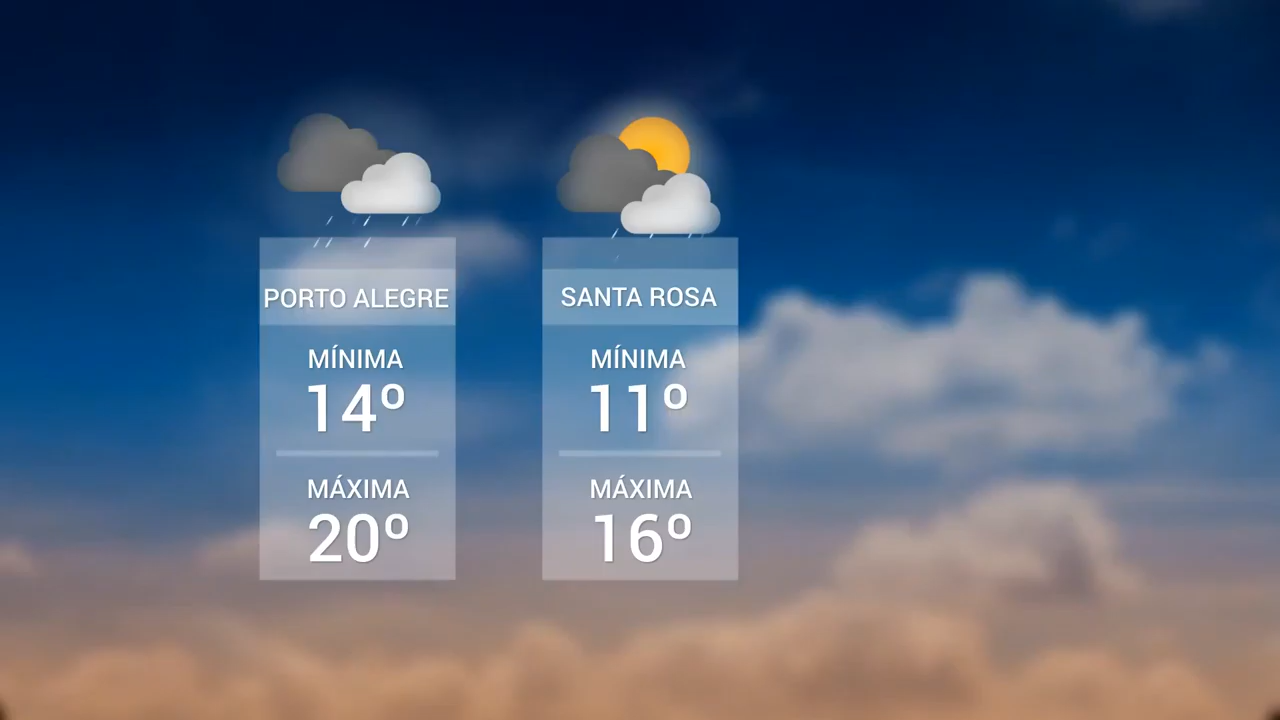 PORTO ALEGRE
MÍNIMA
14º
MÁXIMA
20º
SANTA ROSA
MÍNIMA
11º
MÁXIMA
16º